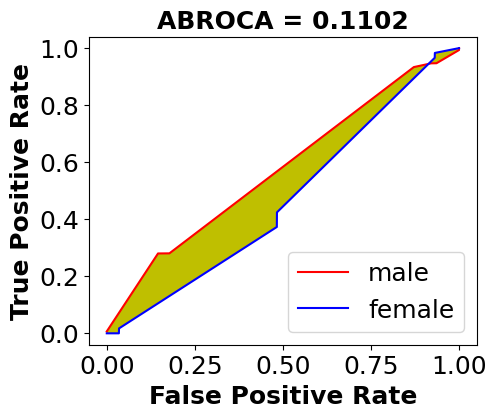 ABROCA = 0.1102
True Positive Rate
1.0
0.8
0.6
0.4
0.2
0.0
male
female
0.00 0.25 0.50 0.75 1.00
False Positive Rate